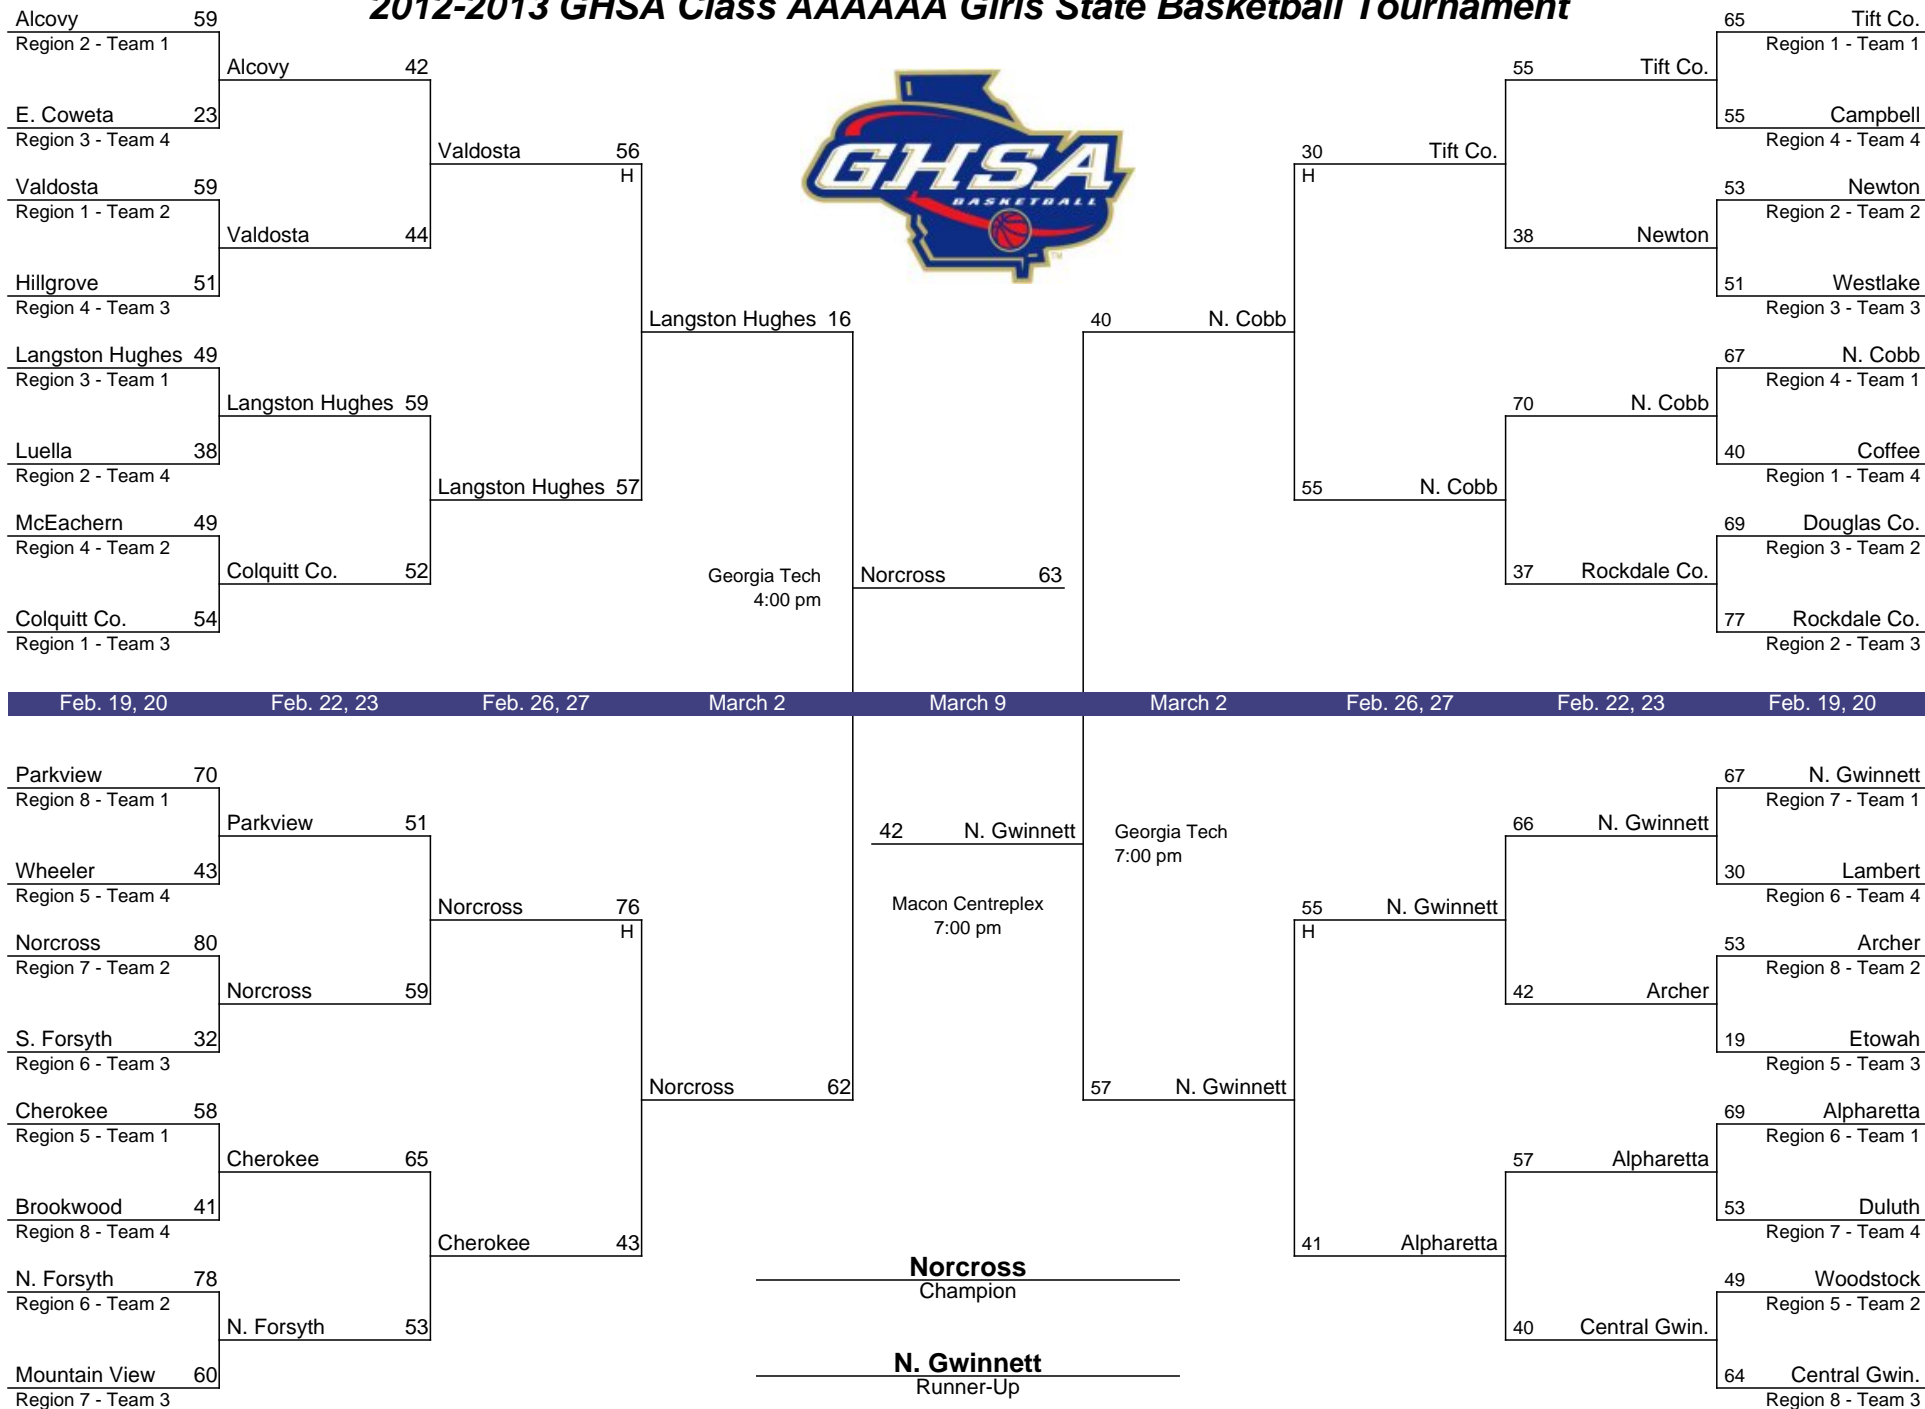 2012-2013 GHSA Class AAAAAA Girls State Basketball Tournament
Alcovy 59
Region 2 - Team 1
Alcovy 42
E. Coweta 23
Region 3 - Team 4
Valdosta 56
H
Valdosta 59
Region 1 - Team 2
Valdosta 44
Hillgrove 51
Region 4 - Team 3
Langston Hughes 16
Langston Hughes 49
Region 3 - Team 1
Langston Hughes 59
Luella 38
Region 2 - Team 4
Langston Hughes 57
McEachern 49
Region 4 - Team 2
Colquitt Co. 52
Colquitt Co. 54
Region 1 - Team 3
Georgia Tech
4:00 pm
Norcross 63
GHSA
BASKETBALL
TM
65 Tift Co.
Region 1 - Team 1
55 Tift Co.
55 Campbell
Region 4 - Team 4
30 Tift Co.
H
53 Newton
Region 2 - Team 2
38 Newton
51 Westlake
Region 3 - Team 3
40 N. Cobb
67 N. Cobb
Region 4 - Team 1
70 N. Cobb
40 Coffee
Region 1 - Team 4
55 N. Cobb
69 Douglas Co.
Region 3 - Team 2
37 Rockdale Co.
77 Rockdale Co.
Region 2 - Team 3
Feb. 19, 20 Feb. 22, 23 Feb. 26, 27 March 2 March 9 March 2 Feb. 26, 27 Feb. 22, 23 Feb. 19, 20
Parkview 70
Region 8 - Team 1
Parkview 51
Wheeler 43
Region 5 - Team 4
Norcross 76
H
Norcross 80
Region 7 - Team 2
Norcross 59
S. Forsyth 32
Region 6 - Team 3
Norcross 62
Cherokee 58
Region 5 - Team 1
Cherokee 65
Brookwood 41
Region 8 - Team 4
Cherokee 43
N. Forsyth 78
Region 6 - Team 2
N. Forsyth 53
Mountain View 60
Region 7 - Team 3
42 N. Gwinnett
Georgia Tech
7:00 pm
Macon Centreplex
7:00 pm
Norcross
Champion
N. Gwinnett
Runner-Up
67 N. Gwinnett
Region 7 - Team 1
66 N. Gwinnett
30 Lambert
Region 6 - Team 4
55 N. Gwinnett
H
53 Archer
Region 8 - Team 2
42 Archer
19 Etowah
Region 5 - Team 3
57 N. Gwinnett
69 Alpharetta
Region 6 - Team 1
57 Alpharetta
53 Duluth
Region 7 - Team 4
41 Alpharetta
49 Woodstock
Region 5 - Team 2
40 Central Gwin.
64 Central Gwin.
Region 8 - Team 3